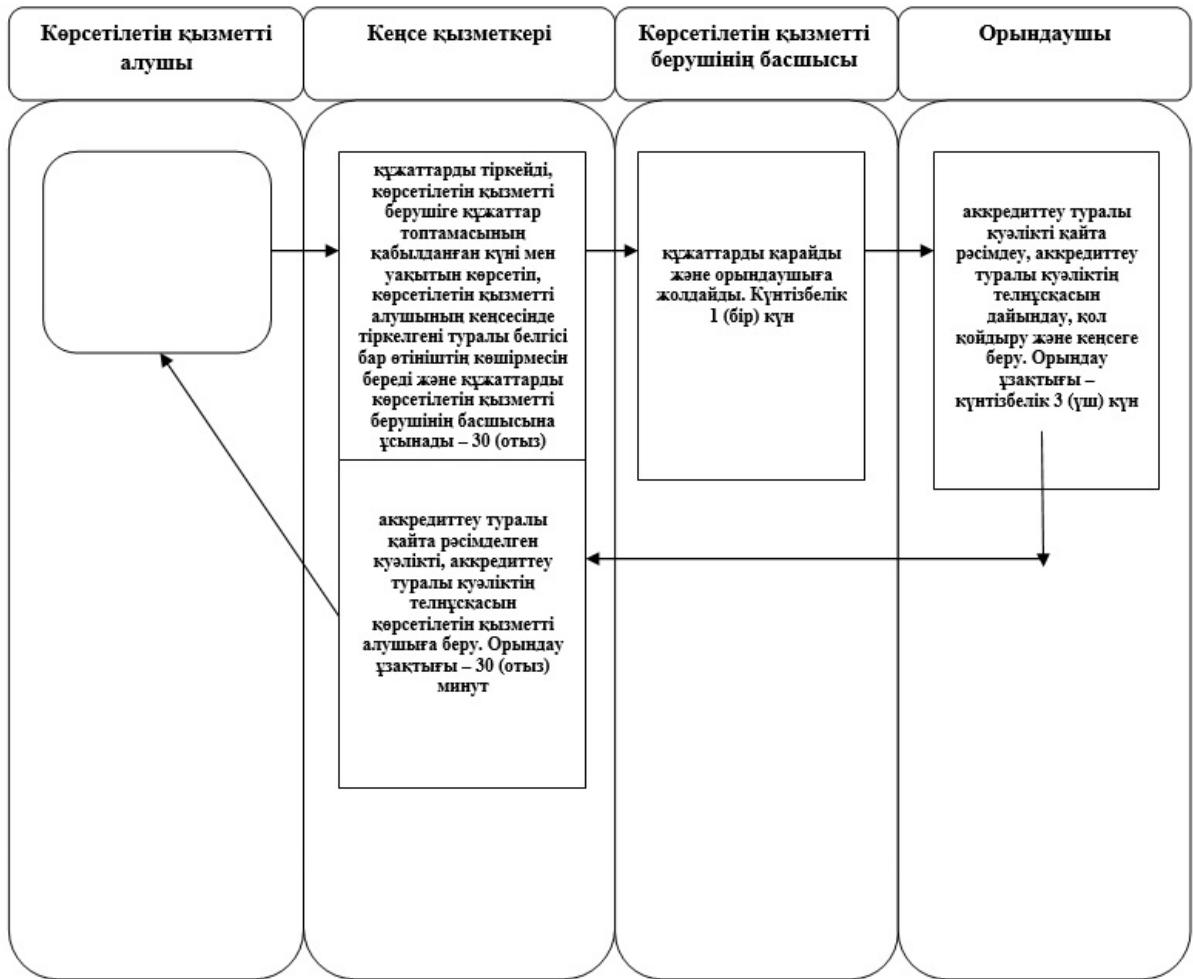 Көрсетілетін қызметті
алушы
Кеңсе қызметкері
Көрсетілетін қызметті
берушінің басшысы
Орындаушы
құжаттарды тіркейді,
көрсетілетін қызметті
берушіге құжаттар
топтамасының
қабылданған күні мен
уақытын көрсетіп,
көрсетілетін қызметті
алушының кеңсесінде
тіркелгені туралы белгісі
бар өтініштің көшірмесін
береді және құжаттарды
көрсетілетін қызметті
берушінің басшысына
ұсынады – 30 (отыз)
құжаттарды қарайды
және орындаушыға
жолдайды. Күнтізбелік
1 (бір) күн
аккредиттеу туралы
куәлікті қайта
рәсімдеу, аккредиттеу
туралы куәліктің
телнұсқасын
дайындау, қол
қойдыру және кеңсеге
беру. Орындау
ұзақтығы –
күнтізбелік 3 (үш) күн
аккредиттеу туралы
қайта рәсімделген
куәлікті, аккредиттеу
туралы куәліктің
телнұсқасын
қөрсетілетін қызметті
алушыға беру. Орындау
ұзақтығы – 30 (отыз)
минут